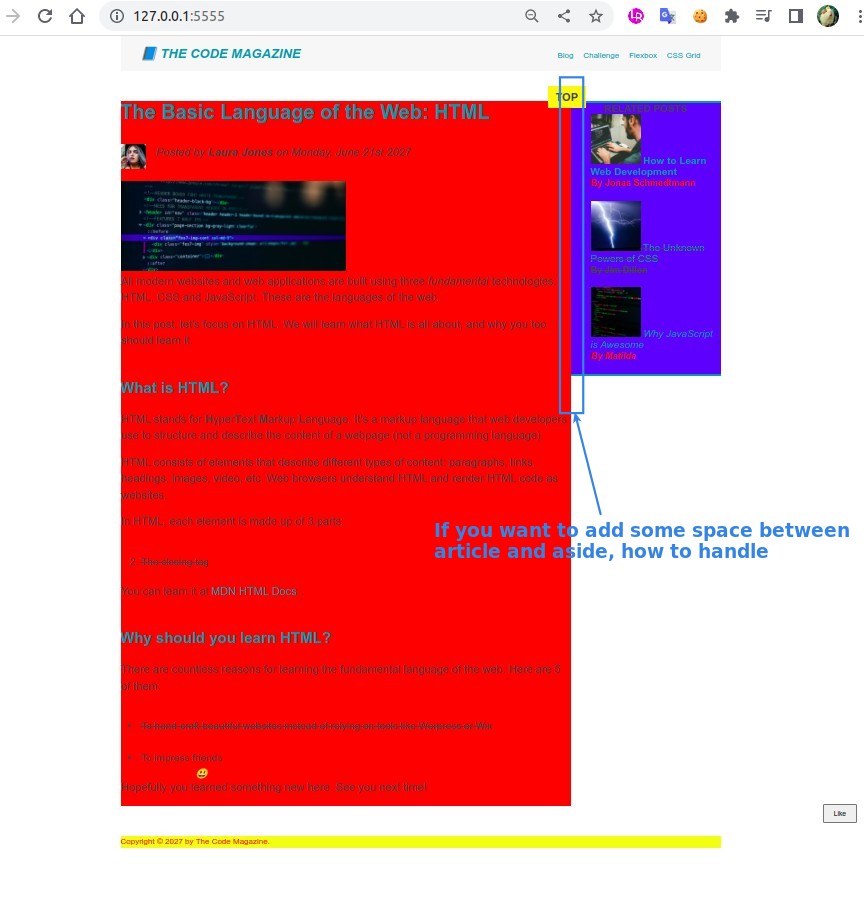 127.0.0.1:5555
THE CODE MAGAZINE
Blog Challenge Flexbox CSS Grid
TOP
The Basic Language of the Web: HTML
Posted by Laura Jones on Monday, June 21st 2027
All modern websites and web applications are built using three fundamental technologies:
HTML, CSS and JavaScript. These are the languages of the web.
In this post, let's focus on HTML. We will learn what HTML is all about, and why you too
should learn it.
What is HTML?
HTML stands for HyperText Markup Language. It's a markup language that web developers
use to structure and describe the content of a webpage (not a programming language).
HTML consists of elements that describe different types of content: paragraphs, links,
headings, images, video, etc. Web browsers understand HTML and render HTML code as
websites.
In HTML, each element is made up of 3 parts:
2. The closing tag
You can learn it at MDN HTML Docs
Why should you learn HTML?
There are countless reasons for learning the fundamental language of the web. Here are 5
of them:
To hand-craft beautiful websites instead of relying on tools like Worpress or Wix
To impress friends
😃
Hopefully you learned something new here. See you next time!
RELATED POSTS
How to Learn
Web Development
By Jonas Schmedtmann
The Unknown
Powers of CSS
By Jim Dillon
Why JavaScript
is Awesome
By Matilda
If you want to add some space between
article and aside, how to handle
Like
Copyright © 2027 by The Code Magazine.